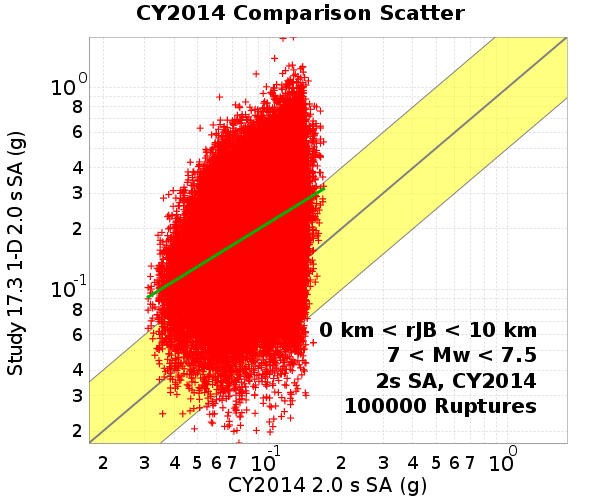 CY2014 Comparison Scatter
Study 17.3 1-D 2.0 s SA (g)
10^0
8
6
4
3
2
10^-1
8
6
4
3
2
0 km < rJB < 10 km
7 < Mw < 7.5
2s SA, CY2014
100000 Ruptures
2 3 4 5 6 7 10^-1 2 3 4 5 6 7 10^0
CY2014 2.0 s SA (g)